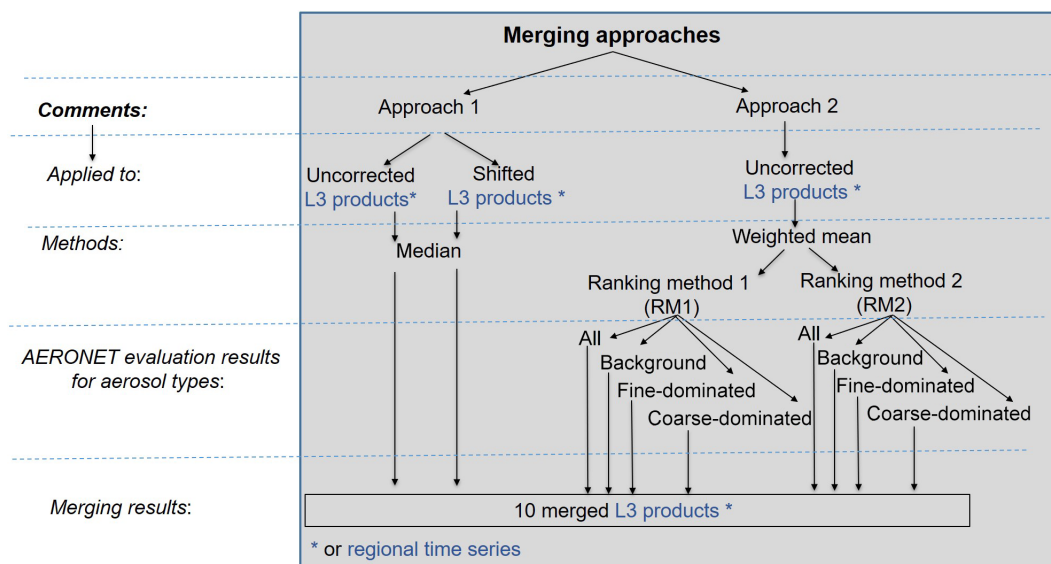 Merging approaches
Comments:
Approach 1
Approach 2
Applied to:
Uncorrected
L3 products*
Shifted
L3 products *
Uncorrected
L3 products *
Methods:
Median
Weighted mean
Ranking method 1
(RM1)
Ranking method 2
(RM2)
AERONET evaluation results
for aerosol types:
All
Background
Fine-dominated
Coarse-dominated
All
Background
Fine-dominated
Coarse-dominated
Merging results:
10 merged L3 products *
* or regional time series